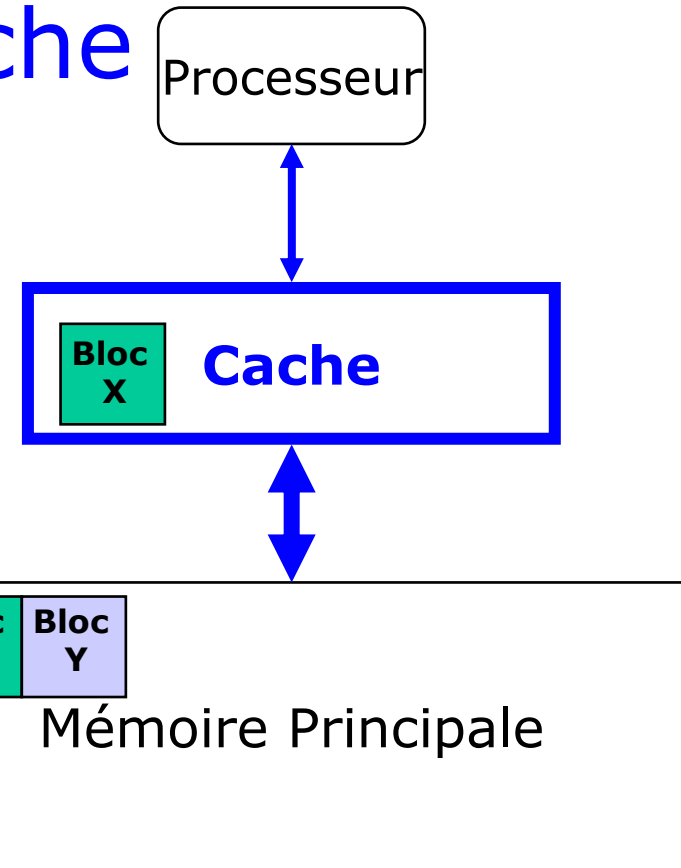 che
Processeur
Bloc
X
Cache
c
Bloc
Y
Mémoire Principale